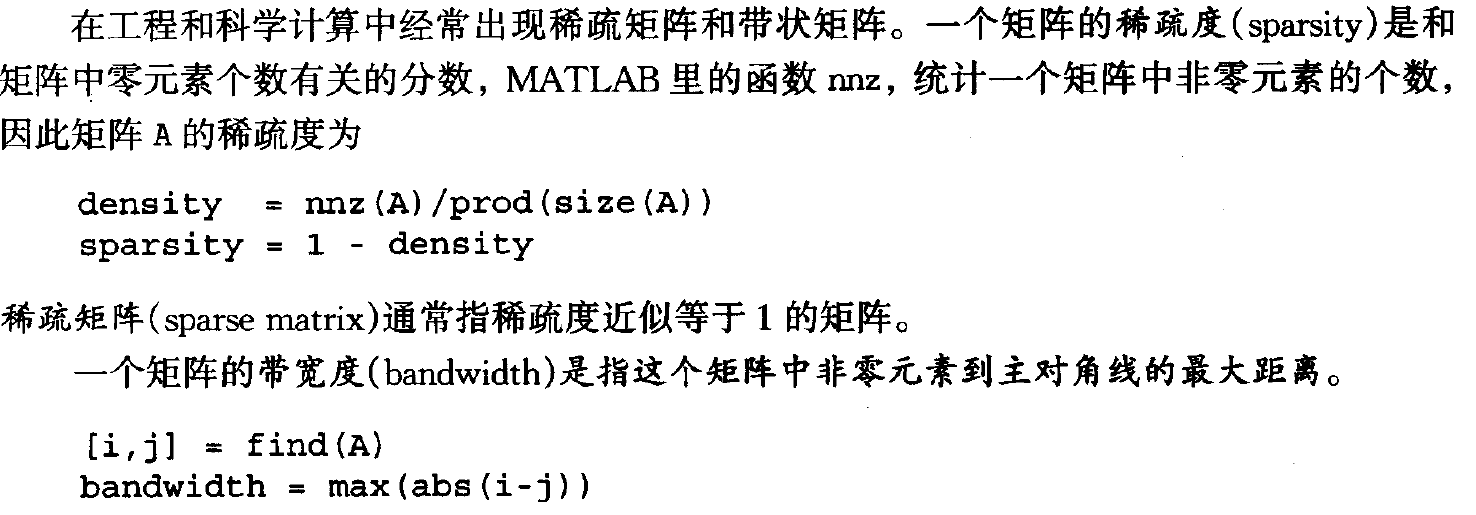 在工程和科学计算中经常出现稀疏矩阵和带状矩阵。一个矩阵的稀疏度(sparsity)是和
矩阵中零元素个数有关的分数，MATLAB 里的函数 nnz，统计一个矩阵中非零元素的个数，
因此矩阵 A 的稀疏度为
density = nnz(A)/prod(size(A))
sparsity = 1 - density
稀疏矩阵(sparse matrix)通常指稀疏度近似等于 1 的矩阵。
一个矩阵的带宽度(bandwidth)是指这个矩阵中非零元素到主对角线的最大距离。
[i,j] = find(A)
bandwidth = max(abs(i-j))